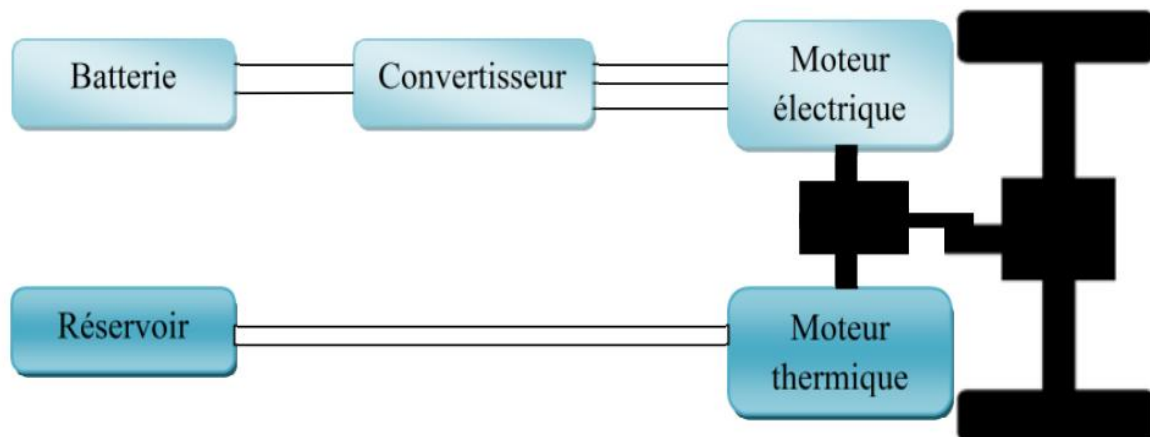 Batterie
Convertisseur
Moteur
électrique
Réservoir
Moteur
thermique